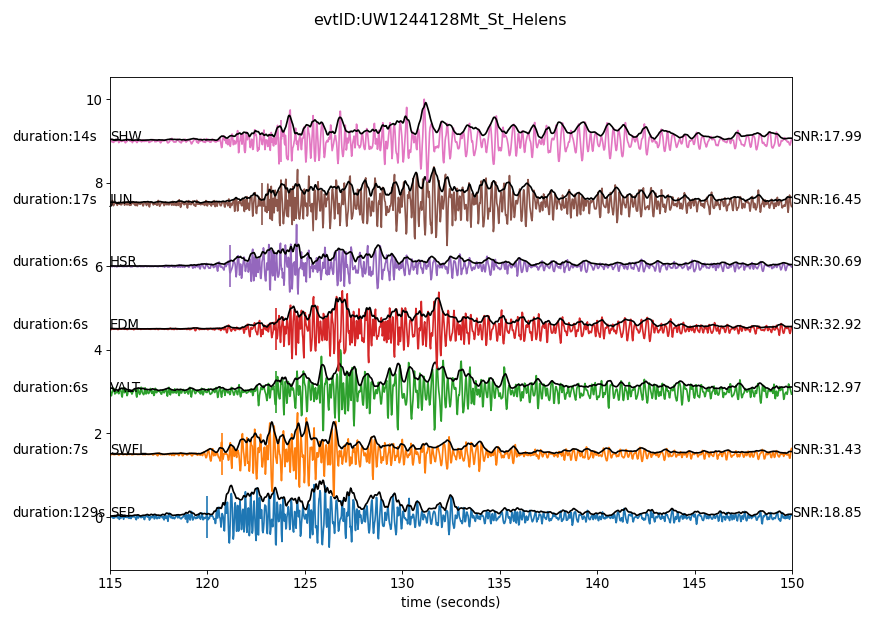 evtID:UW1244128Mt_St_Helens
10
duration:14s SHW SNR:17.99
8
duration:17s JUN SNR:16.45
duration:6s HSR SNR:30.69
6
duration:6s EDM SNR:32.92
4
duration:6s VALT SNR:12.97
2
duration:7s SWFL SNR:31.43
duration:129s SEP SNR:18.85
0
115 120 125 130 135 140 145 150
time (seconds)